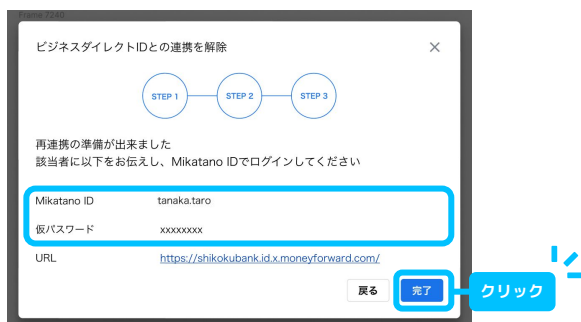 Frame 7240
ビジネスダイレクトIDとの連携を解除
STEP 1
STEP 2
STEP 3
再連携の準備が出来ました
該当者に以下をお伝えし、Mikatano IDでログインしてください
Mikatano ID tanaka.taro
仮パスワード xxxxxxxx
URL https://shikokubank.id.x.moneyforward.com/
戻る 完了 クリック